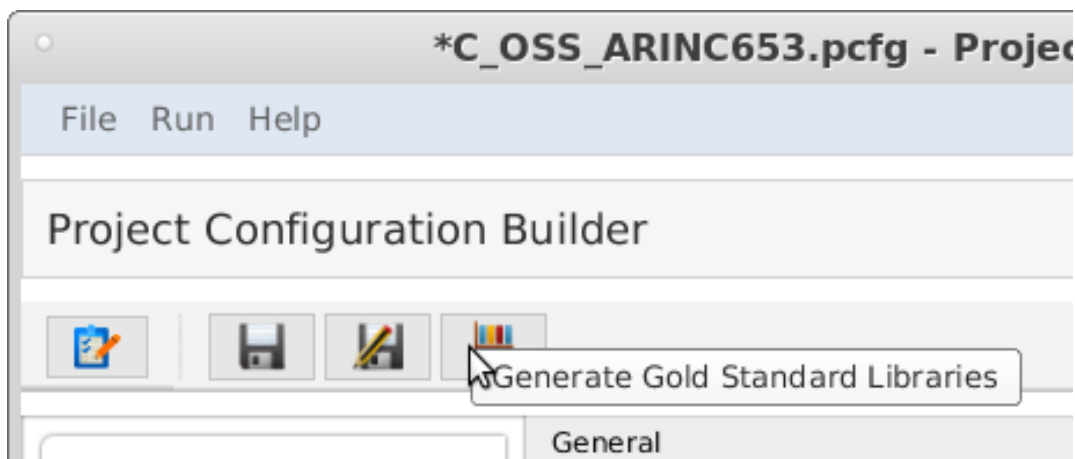 *C_OSS_ARINC653.pcfg - Projec
File Run Help
Project Configuration Builder
Generate Gold Standard Libraries
General